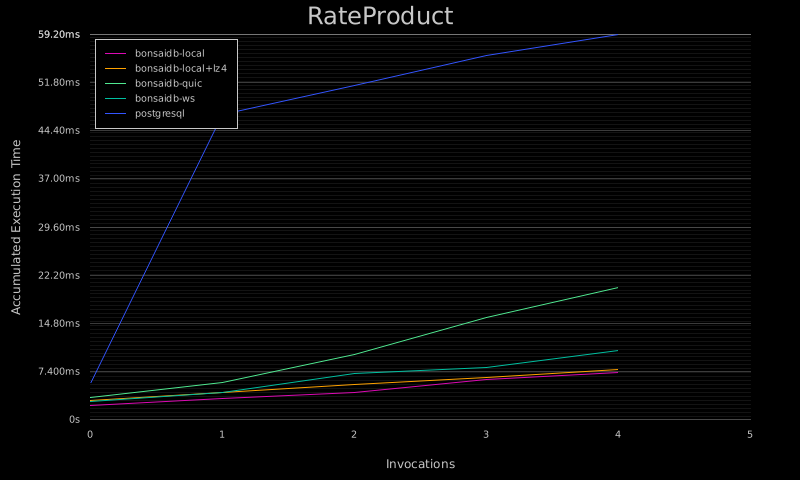 RateProduct
59.20ms
51.80ms
44.40ms
37.00ms
29.60ms
22.20ms
14.80ms
7.400ms
0s
bonsaidb-local
bonsaidb-local+lz4
bonsaidb-quic
bonsaidb-ws
postgresql
Accumulated Execution Time
0 1 2 3 4 5
Invocations